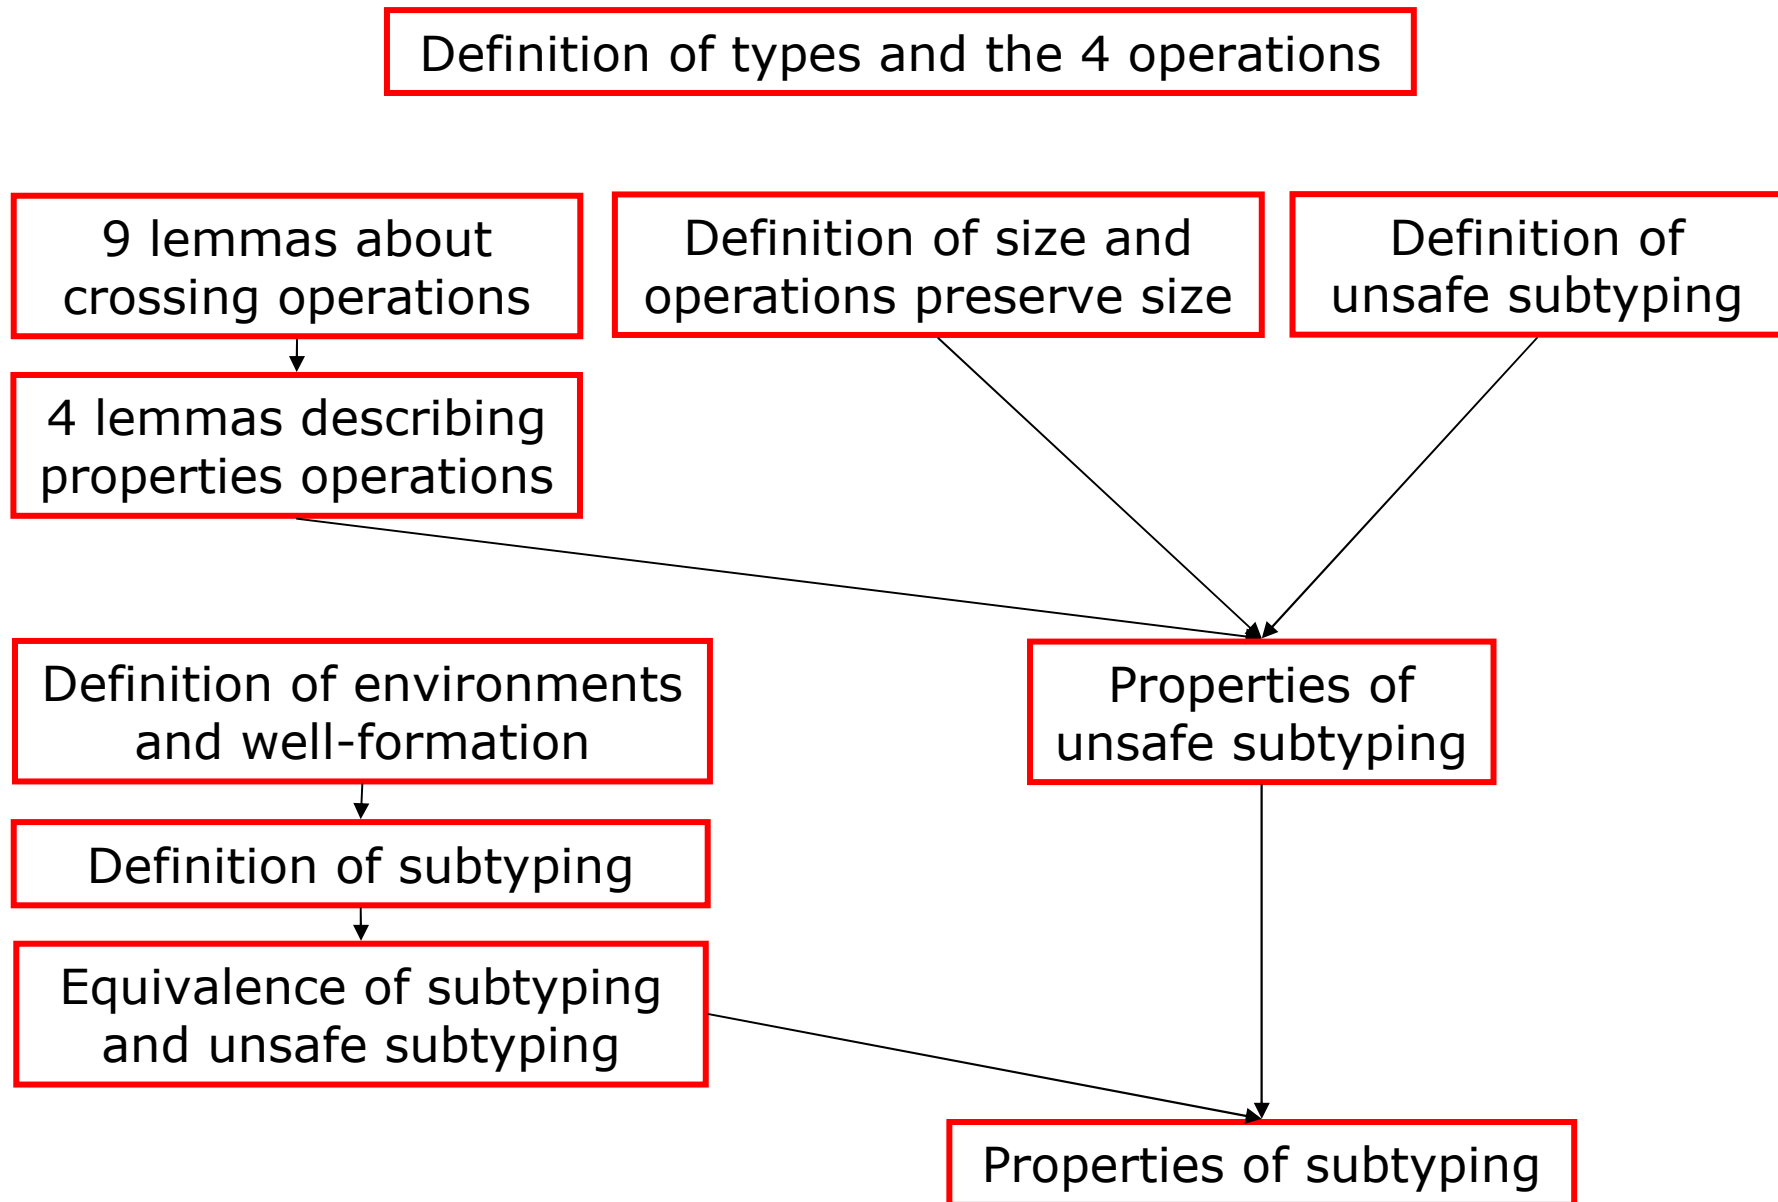 Definition of types and the 4 operations
9 lemmas about
crossing operations
Definition of size and
operations preserve size
Definition of
unsafe subtyping
4 lemmas describing
properties operations
Definition of environments
and well-formation
Properties of
unsafe subtyping
Definition of subtyping
Equivalence of subtyping
and unsafe subtyping
Properties of subtyping